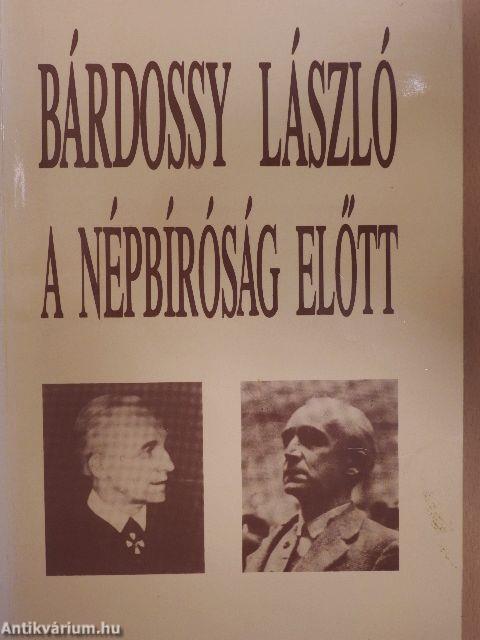 BÁRDOSSY LÁSZLÓ
A NÉPBÍRÓSÁG ELŐTT
Antikvárium.hu